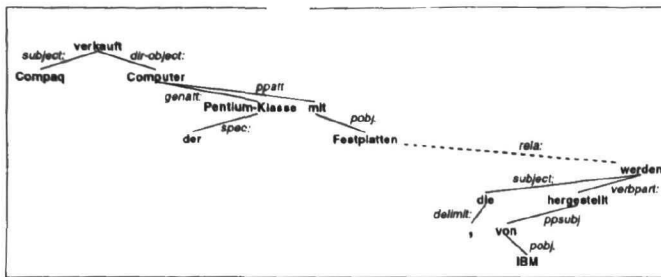 verkauft
subject; dir-object:
Compaq Computer
genatt: ppatt
Pentium-Klasse mit
spec: pobj.
der Festplatten
rela:
werden
subject; verbpart:
die hergestellt
delimit: ppsubj
, von
pobj.
IBM